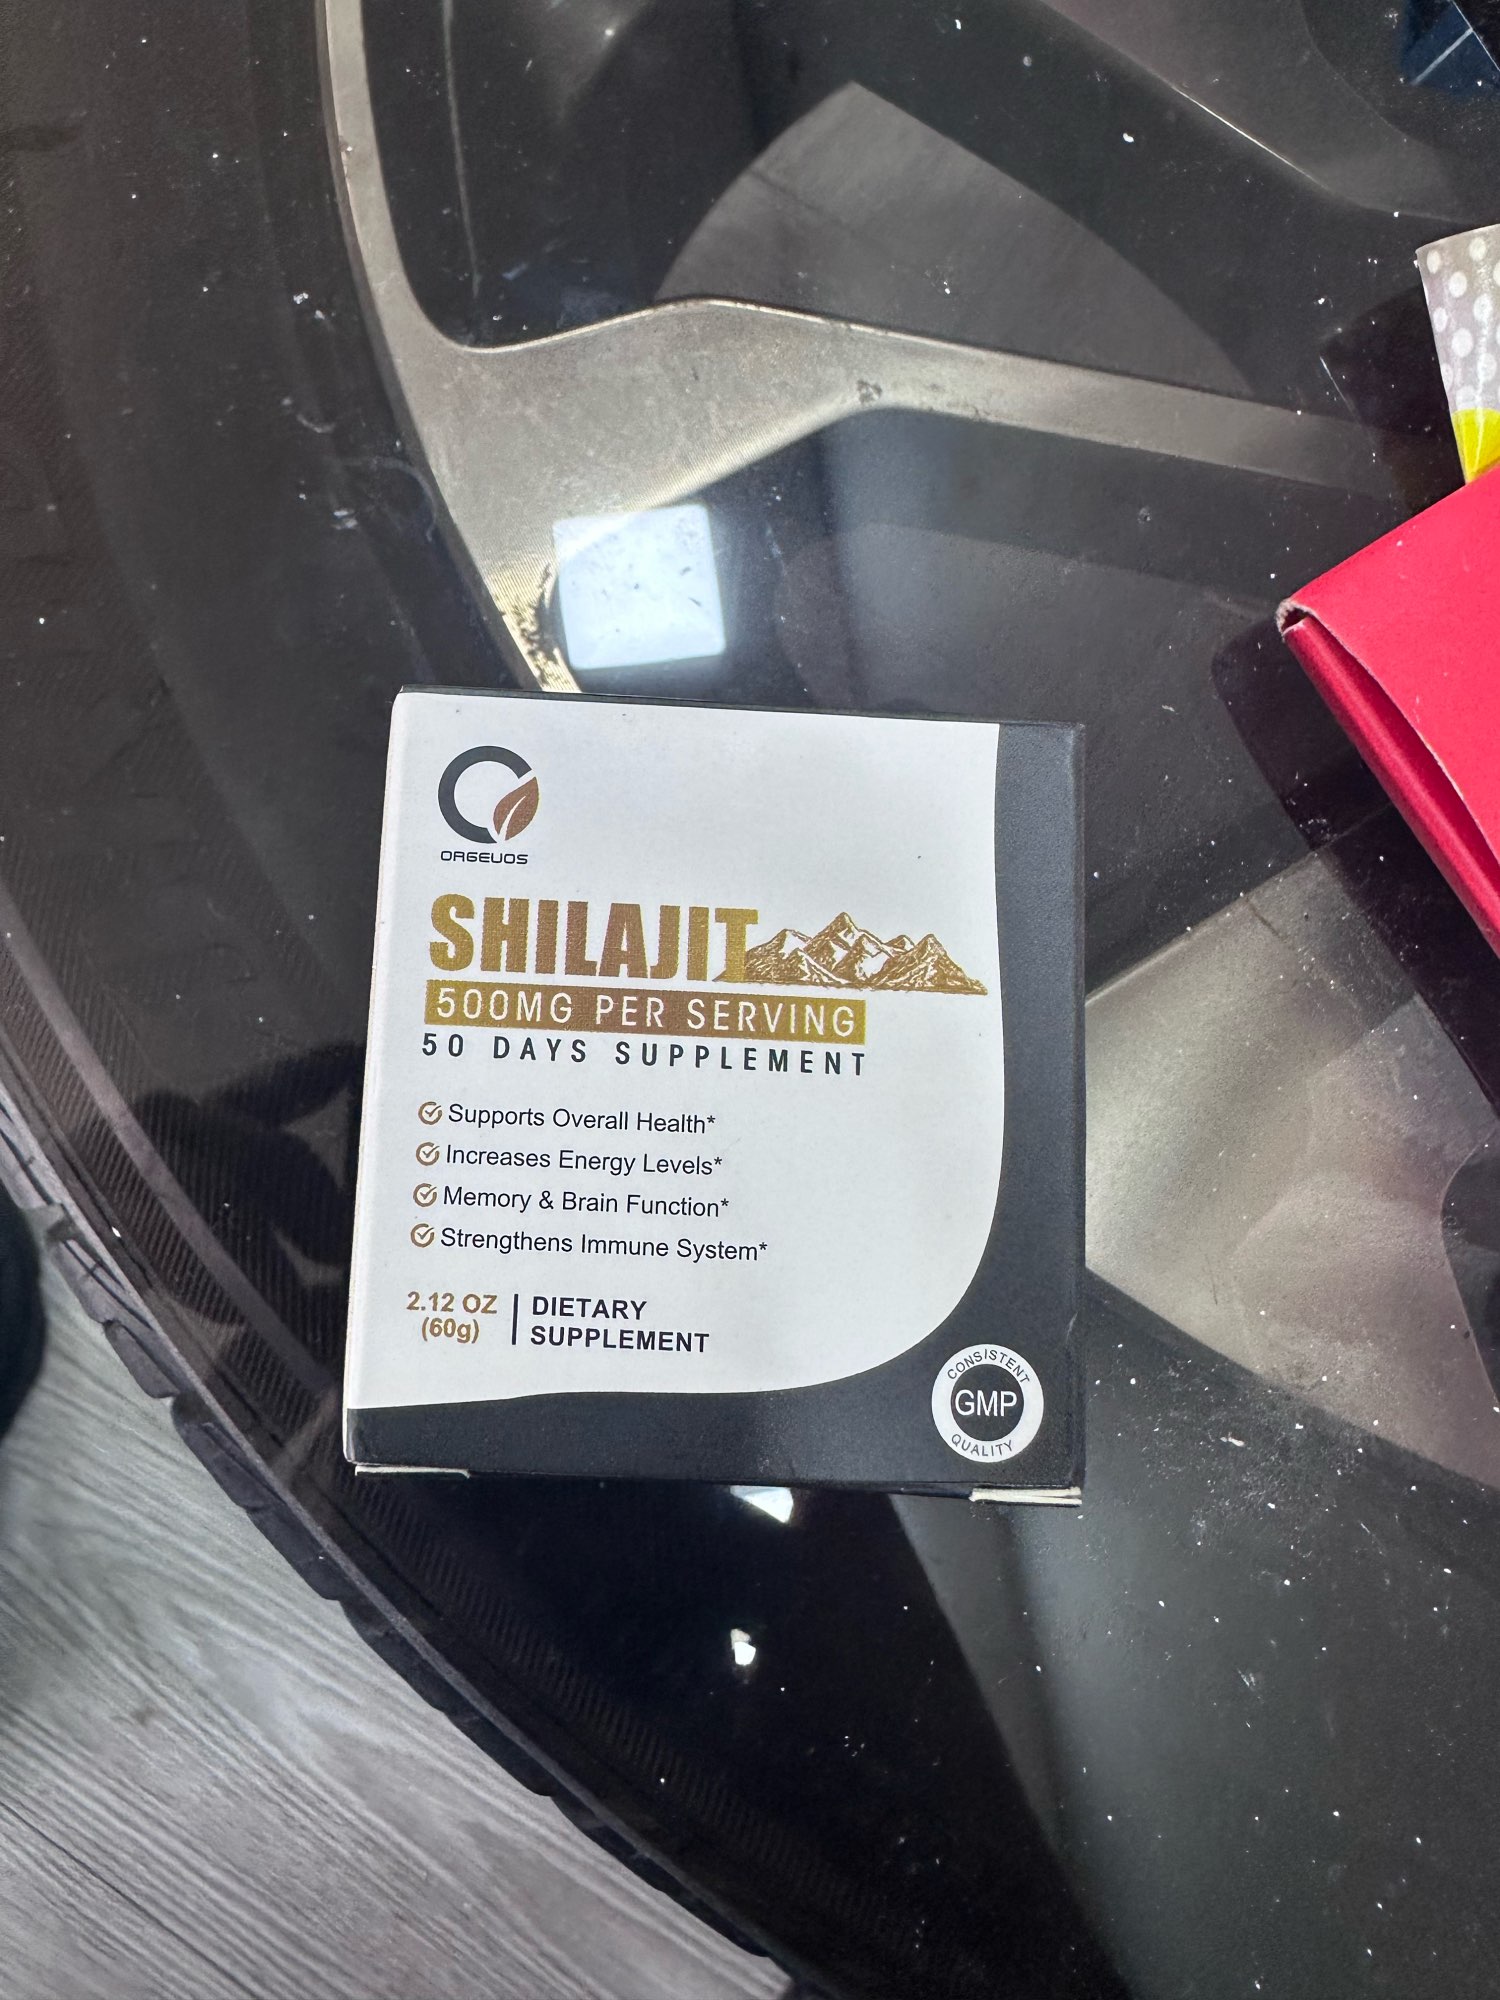 ORGEUOS
SHILAJIT
500MG PER SERVING
50 DAYS SUPPLEMENT
Supports Overall Health*
Increases Energy Levels*
Memory & Brain Function*
Strengthens Immune System*
2.12 OZ
(60g)
DIETARY
SUPPLEMENT
CONSISTENT
GMP
QUALITY